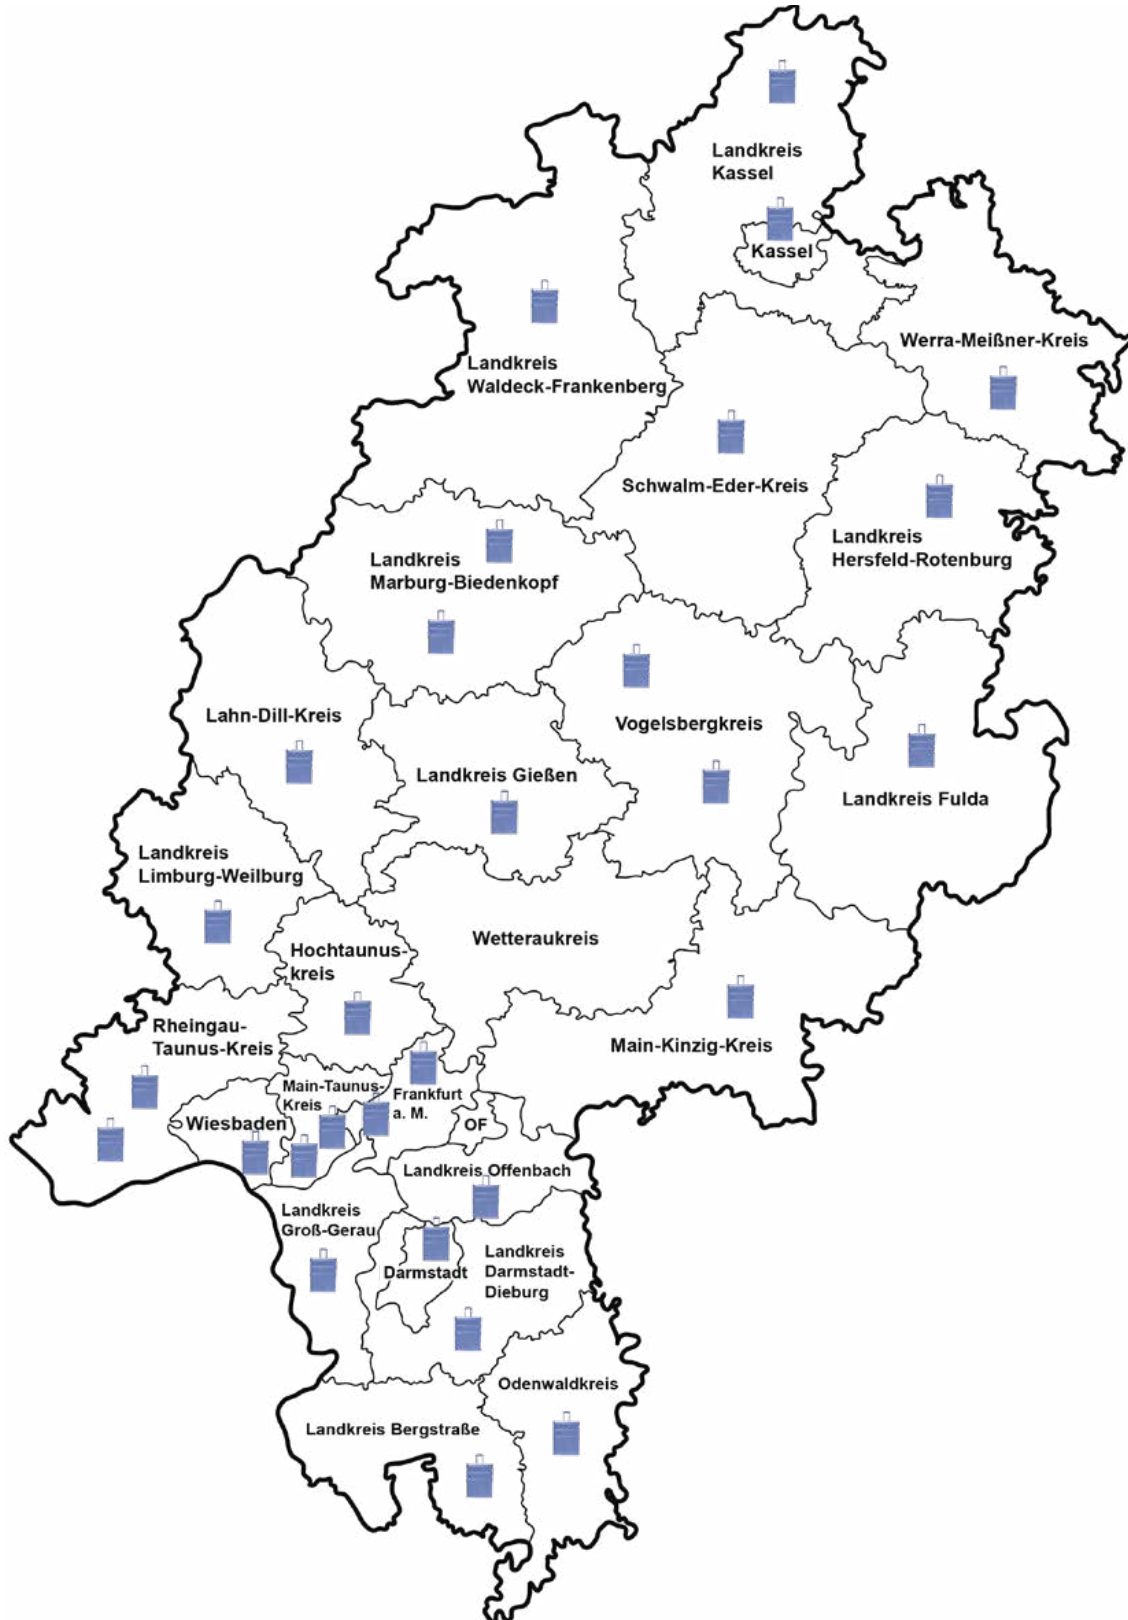 Landkreis
Kassel
Kassel
Werra-Meißner-Kreis
Landkreis
Waldeck-Frankenberg
Schwalm-Eder-Kreis
Landkreis
Hersfeld-Rotenburg
Landkreis
Marburg-Biedenkopf
Lahn-Dill-Kreis
Vogelsbergkreis
Landkreis Gießen
Landkreis Fulda
Landkreis
Limburg-Weilburg
Wetteraukreis
Hochtaunus-
kreis
Rheingau-
Taunus-Kreis
Main-Kinzig-Kreis
Main-Taunus-
Kreis
Frankfurt
a. M.
Wiesbaden
OF
Landkreis Offenbach
Landkreis
Groß-Gerau
Landkreis
Darmstadt-
Dieburg
Darmstadt
Odenwaldkreis
Landkreis Bergstraße